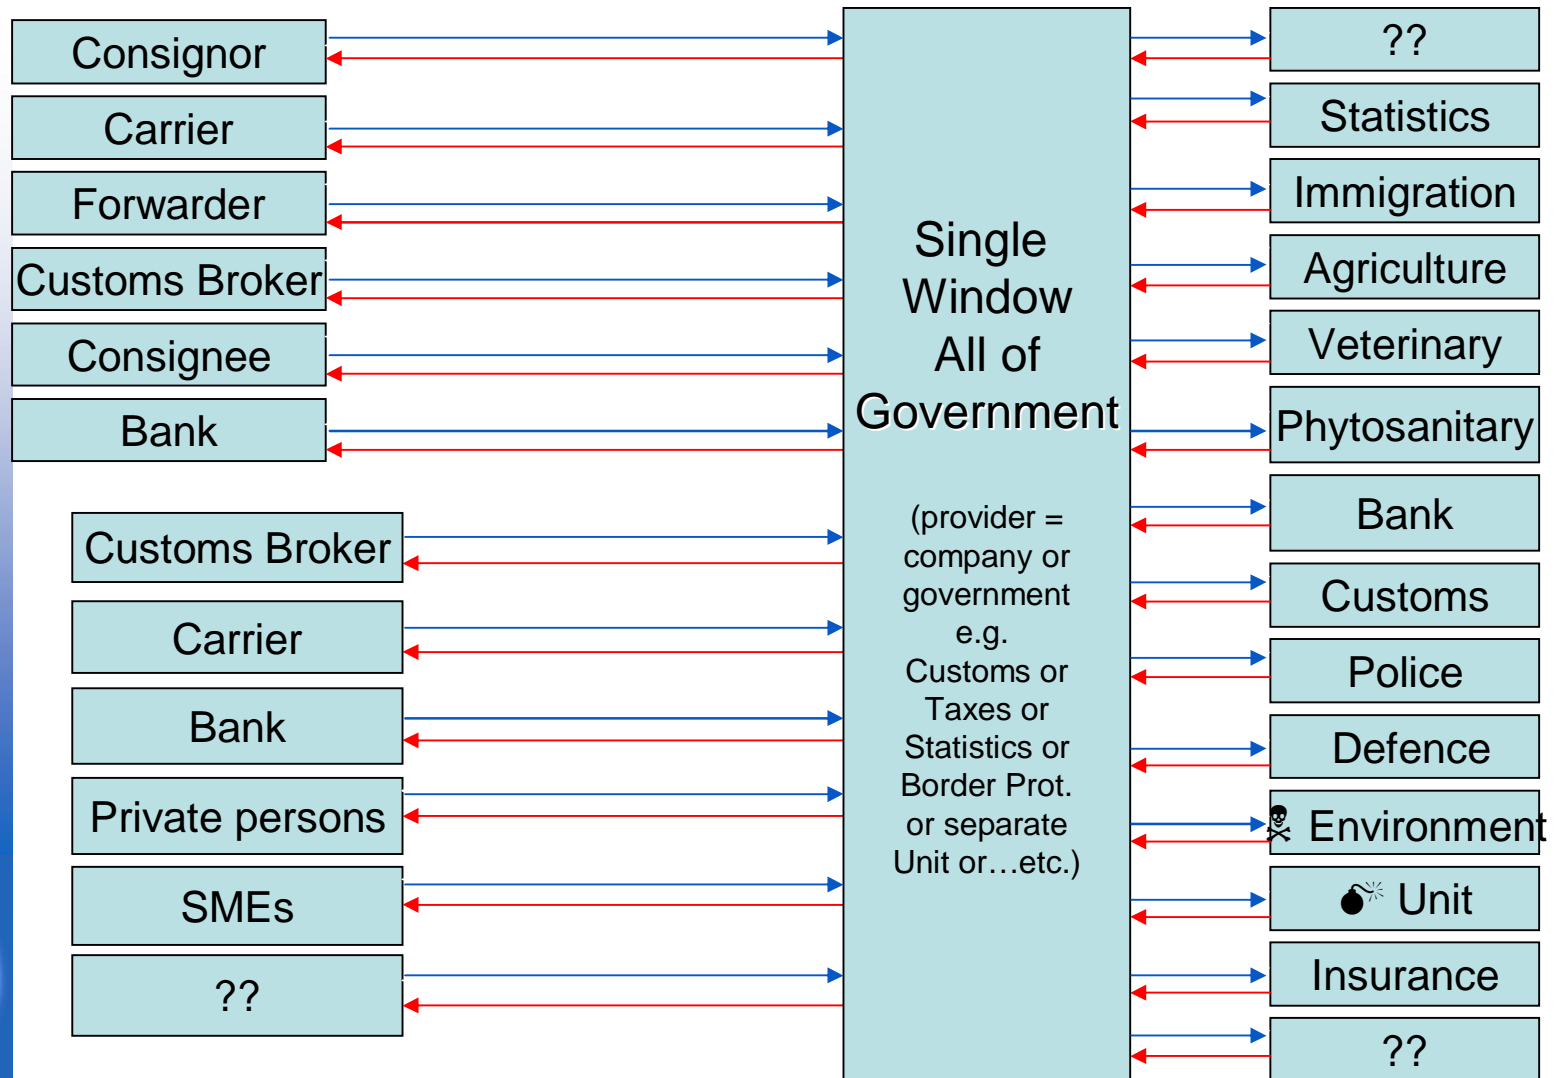 Consignor
Carrier
Forwarder
Customs Broker
Consignee
Bank
Customs Broker
Carrier
Bank
Private persons
SMEs
??
Single
Window
All of
Government
(provider =
company or
government
e.g.
Customs or
Taxes or
Statistics or
Border Prot.
or separate
Unit or…etc.)
??
Statistics
Immigration
Agriculture
Veterinary
Phytosanitary
Bank
Customs
Police
Defence
☠ Environment
💣 Unit
Insurance
??